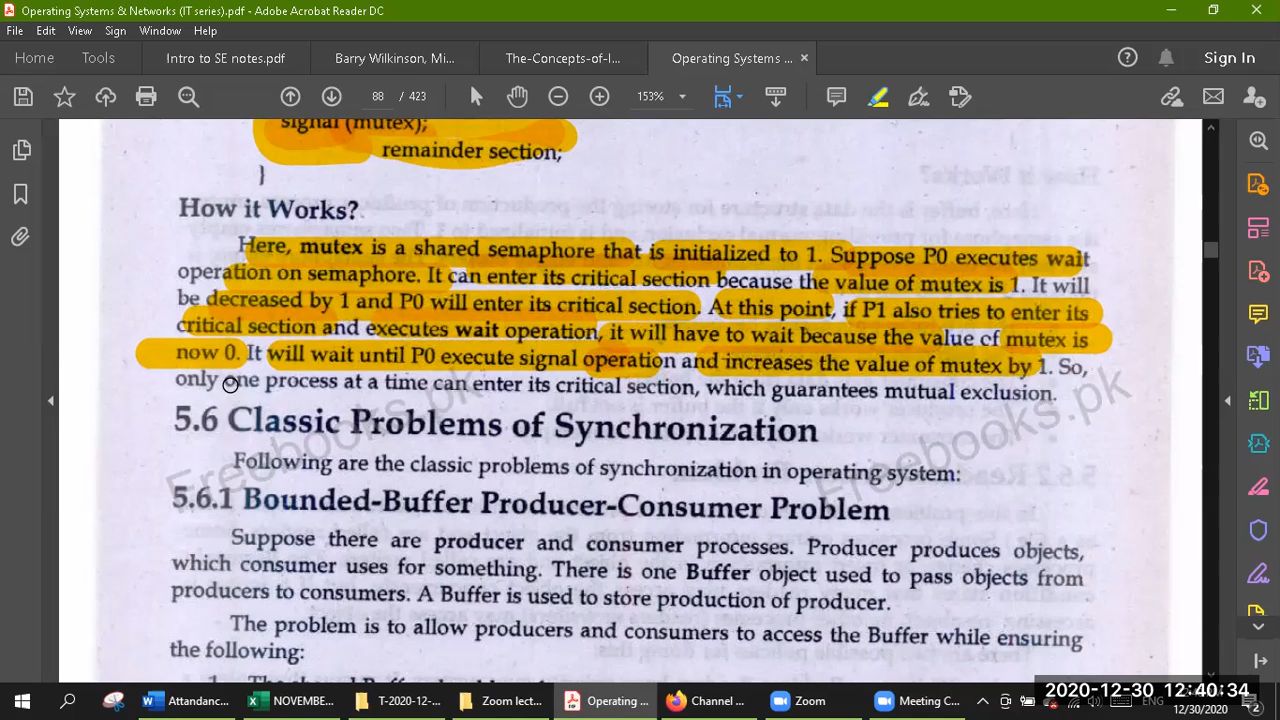 Operating Systems & Networks (IT series).pdf - Adobe Acrobat Reader DC
File Edit View Sign Window Help
Home Tools Intro to SE notes.pdf Barry Wilkinson, Mi... The-Concepts-of-I... Operating Systems ... × Sign In
88 / 423 153%
signal (mutex);
remainder section;
}
How it Works?
Here, mutex is a shared semaphore that is initialized to 1. Suppose P0 executes wait
operation on semaphore. It can enter its critical section because the value of mutex is 1. It will
be decreased by 1 and P0 will enter its critical section. At this point, if P1 also tries to enter its
critical section and executes wait operation, it will have to wait because the value of mutex is
now 0. It will wait until P0 execute signal operation and increases the value of mutex by 1. So,
only one process at a time can enter its critical section, which guarantees mutual exclusion.
5.6 Classic Problems of Synchronization
Following are the classic problems of synchronization in operating system:
5.6.1 Bounded-Buffer Producer-Consumer Problem
Suppose there are producer and consumer processes. Producer produces objects,
which consumer uses for something. There is one Buffer object used to pass objects from
producers to consumers. A Buffer is used to store production of producer.
The problem is to allow producers and consumers to access the Buffer while ensuring
the following:
Freebooks.pk Freebooks.pk
Attandanc... NOVEMBE... T-2020-12-... Zoom lect... Operating ... Channel ... Zoom Meeting C... ENG
2020-12-30 12:40:34
12/30/2020 2